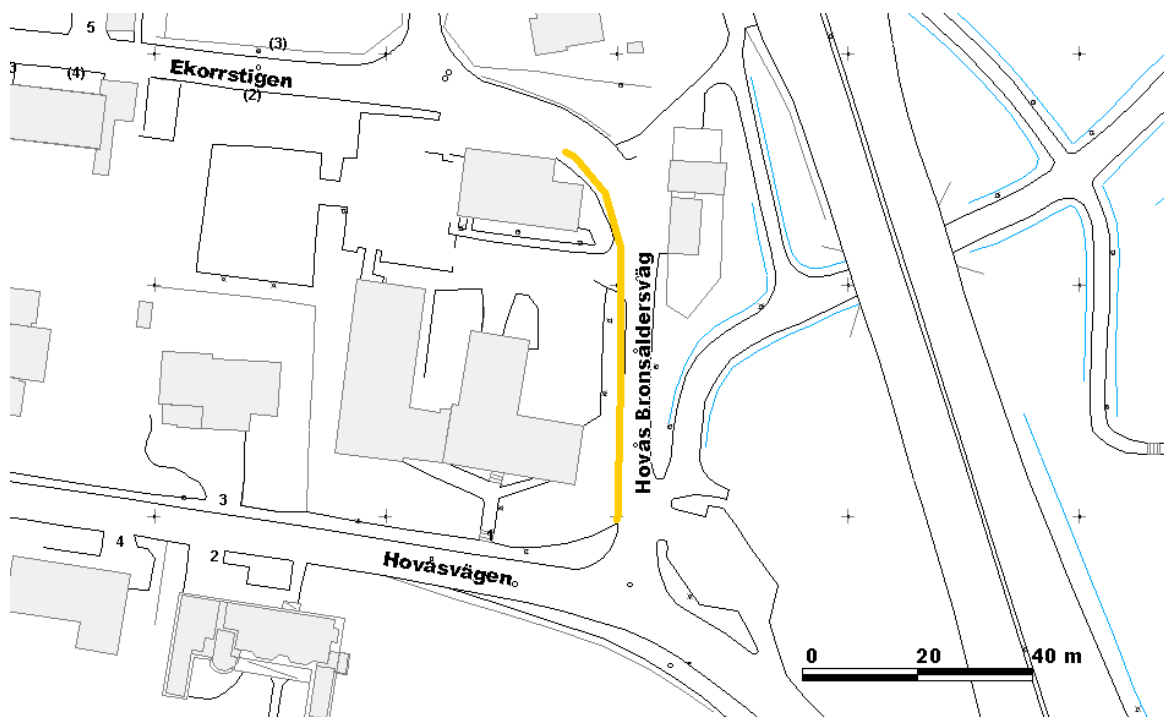 5
(3)
3
(4)
Ekorrstigen
(2)
Hovås Bronsåldersväg
3
1
4
2
Hovåsvägen
0 20 40 m